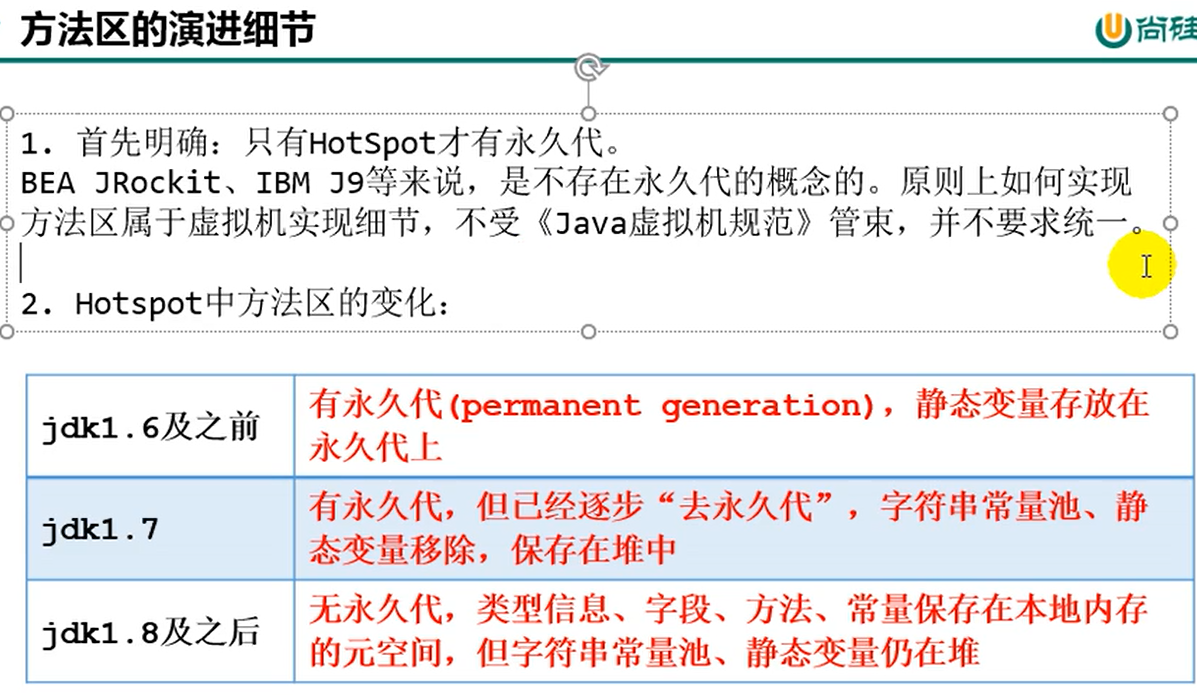 方法区的演进细节
尚硅
1. 首先明确：只有HotSpot才有永久代。
BEA JRockit、IBM J9等来说，是不存在永久代的概念的。原则上如何实现
方法区属于虚拟机实现细节，不受《Java虚拟机规范》管束，并不要求统一。
2. Hotspot中方法区的变化：
jdk1.6及之前
有永久代(permanent generation)，静态变量存放在
永久代上
jdk1.7
有永久代，但已经逐步“去永久代”，字符串常量池、静
态变量移除，保存在堆中
jdk1.8及之后
无永久代，类型信息、字段、方法、常量保存在本地内存
的元空间，但字符串常量池、静态变量仍在堆